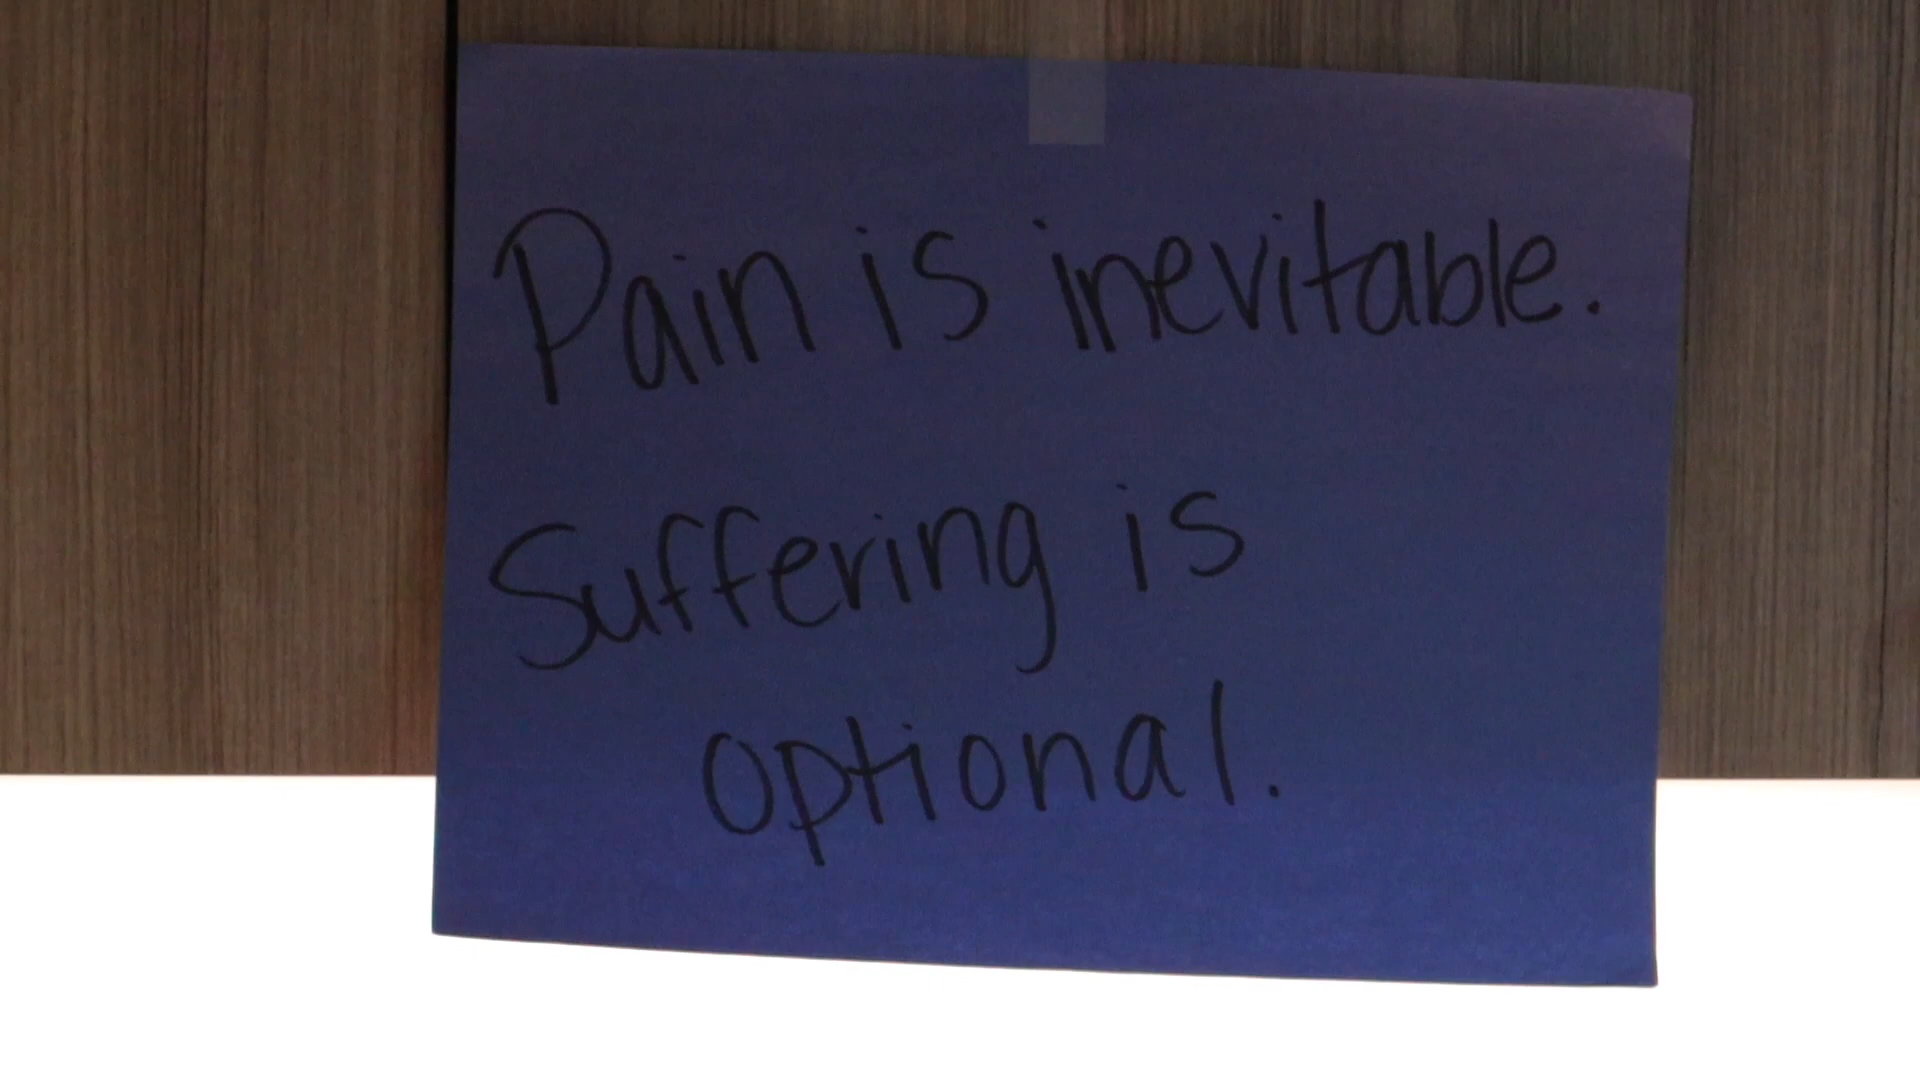 Pain is inevitable.
Suffering is
optional.